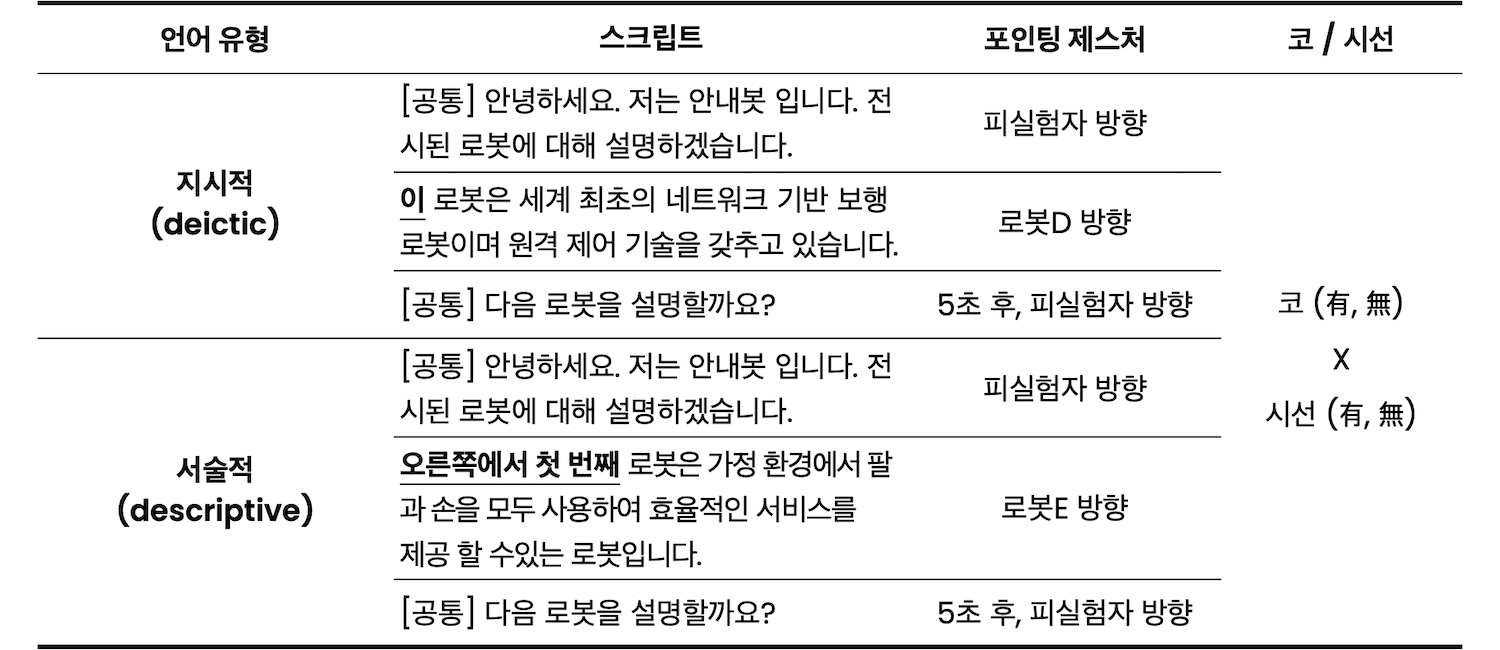 언어 유형 스크립트 포인팅 제스처 코 / 시선
[공통] 안녕하세요. 저는 안내봇 입니다. 전
시된 로봇에 대해 설명하겠습니다.
피실험자 방향
지시적
(deictic)
이 로봇은 세계 최초의 네트워크 기반 보행
로봇이며 원격 제어 기술을 갖추고 있습니다.
로봇D 방향
[공통] 다음 로봇을 설명할까요?
5초 후, 피실험자 방향
[공통] 안녕하세요. 저는 안내봇 입니다. 전
시된 로봇에 대해 설명하겠습니다.
피실험자 방향
서술적
(descriptive)
오른쪽에서 첫 번째 로봇은 가정 환경에서 팔
과 손을 모두 사용하여 효율적인 서비스를
제공 할 수있는 로봇입니다.
로봇E 방향
[공통] 다음 로봇을 설명할까요?
5초 후, 피실험자 방향
코 (有, 無)
X
시선 (有, 無)